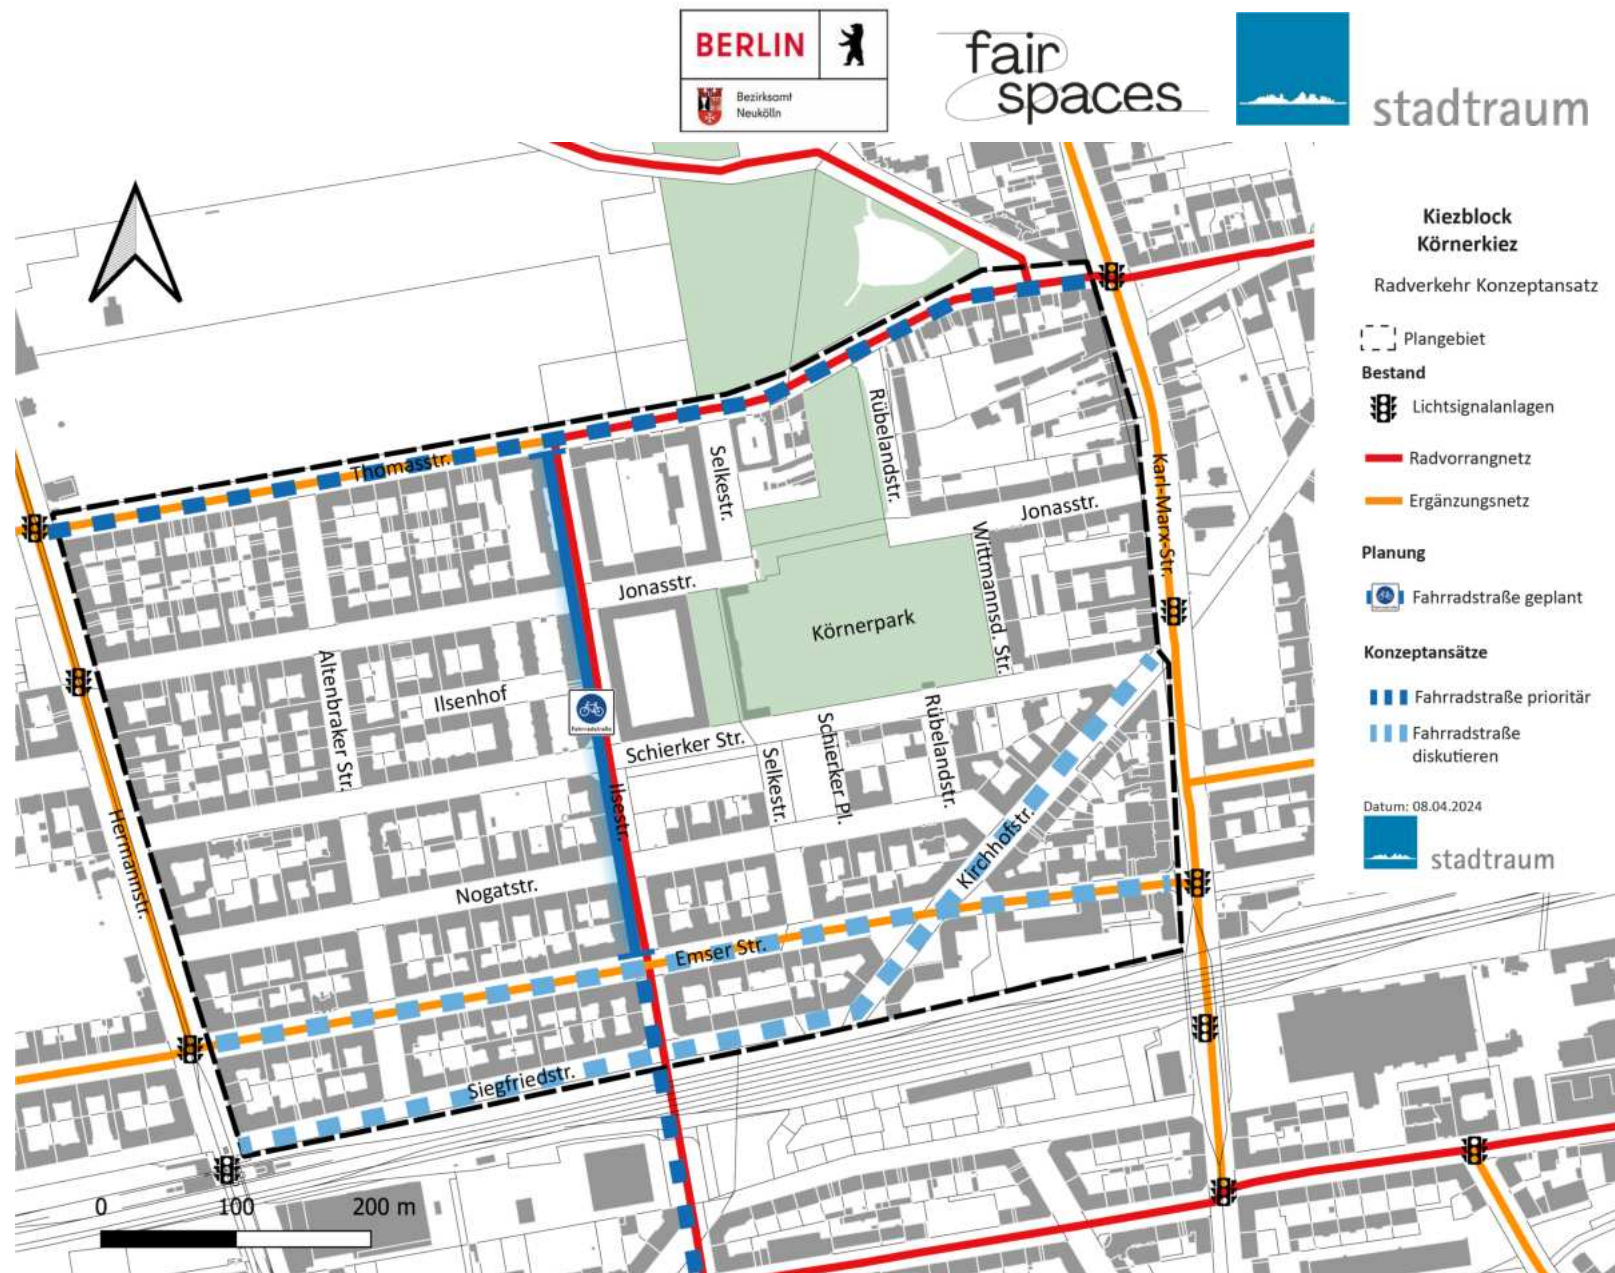 BERLIN
Bezirksamt
Neukölln
fair
spaces
stadtraum
Kiezblock
Körnerkiez
Radverkehr Konzeptansatz
Plangebiet
Bestand
Lichtsignalanlagen
Radvorrangnetz
Ergänzungsnetz
Planung
Fahrradstraße geplant
Konzeptansätze
Fahrradstraße prioritär
Fahrradstraße
diskutieren
Datum: 08.04.2024
stadtraum
Thomasstr.
Selkestr.
Rübelandstr.
Karl-Marx-Str.
Jonasstr.
Wittmannsd. Str.
Jonasstr.
Körnerpark
Altenbraker Str.
Ilsenhof
Fahrradstraße
Schierker Str.
Selkestr.
Schierker Pl.
Rübelandstr.
Ilsestr.
Hermannstr.
Kirchhofstr.
Nogatstr.
Emser Str.
Siegfriedstr.
0 100 200 m